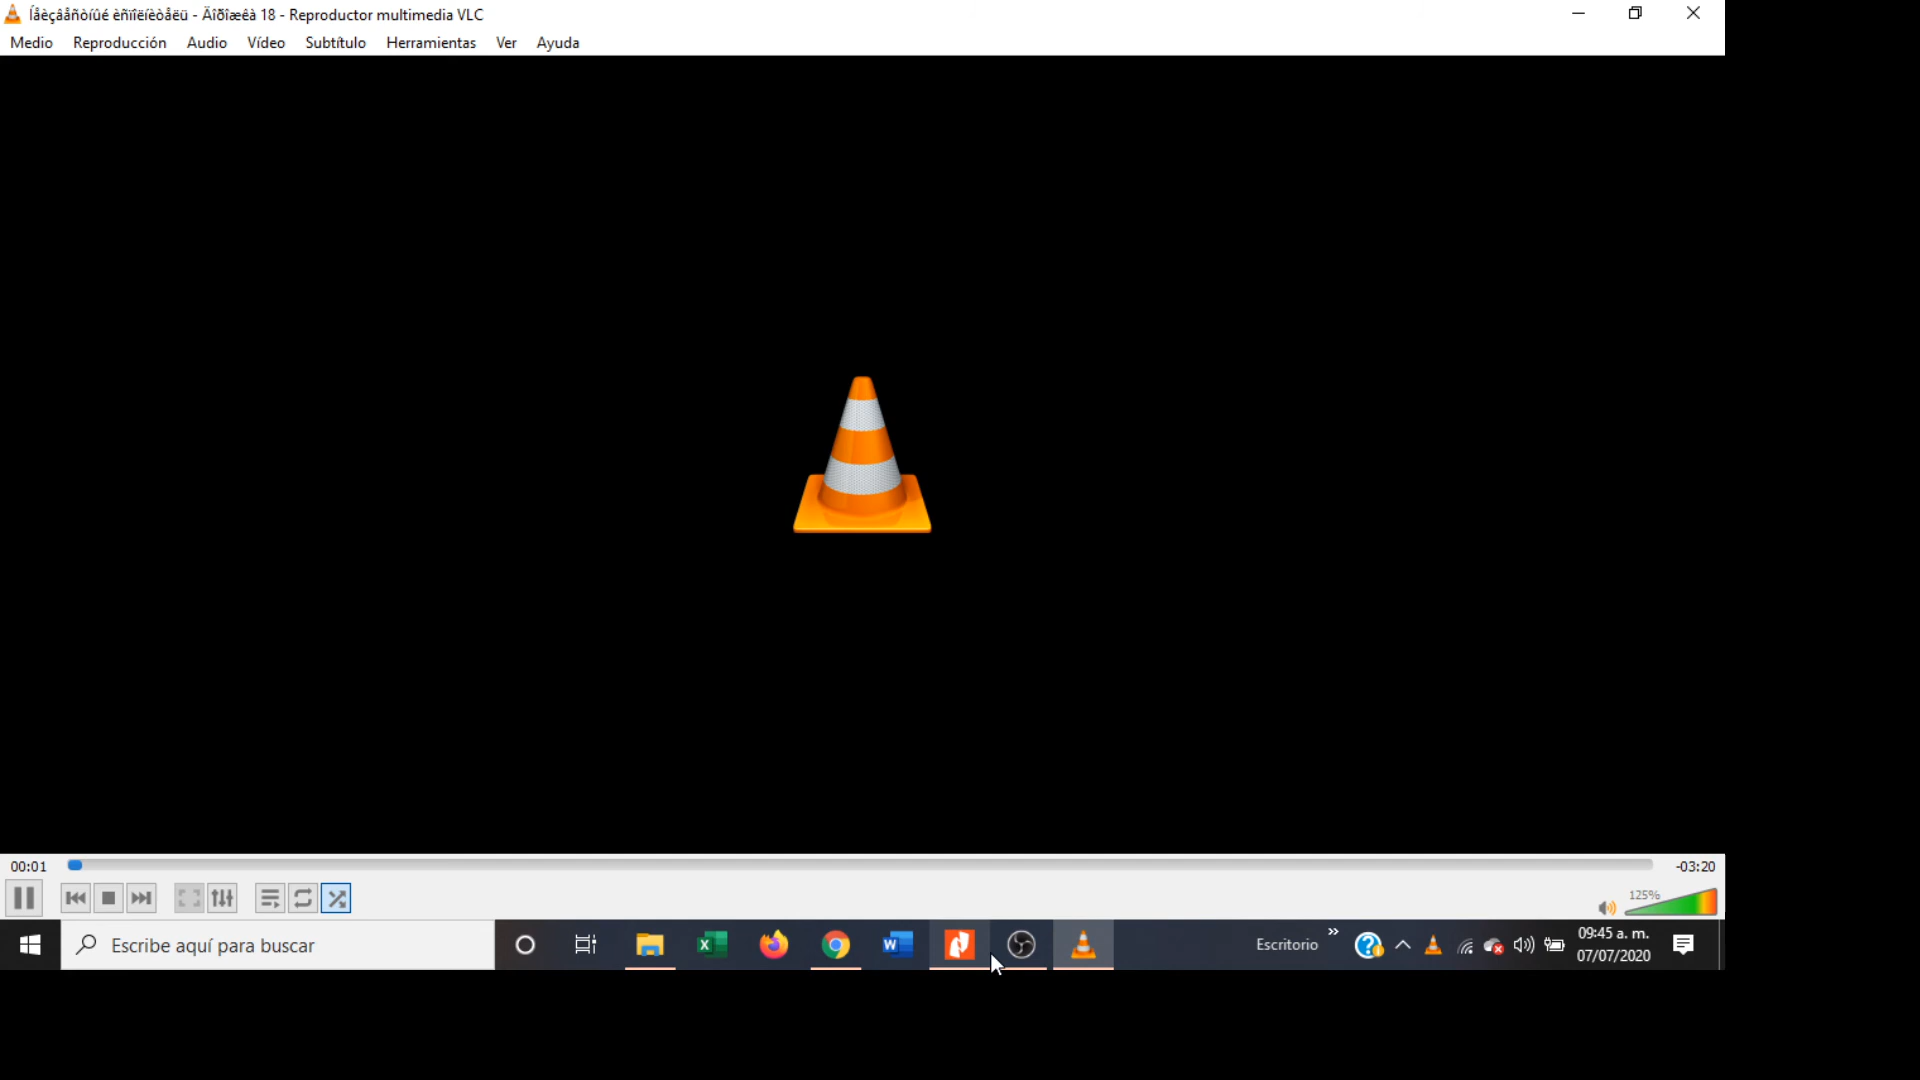 Íåèçâåñòíûé èñïîëíèòåëü - Äîðîæêà 18 - Reproductor multimedia VLC
Medio Reproducción Audio Vídeo Subtítulo Herramientas Ver Ayuda
00:01 -03:20
125%
Escribe aquí para buscar
Escritorio
09:45 a. m.
07/07/2020